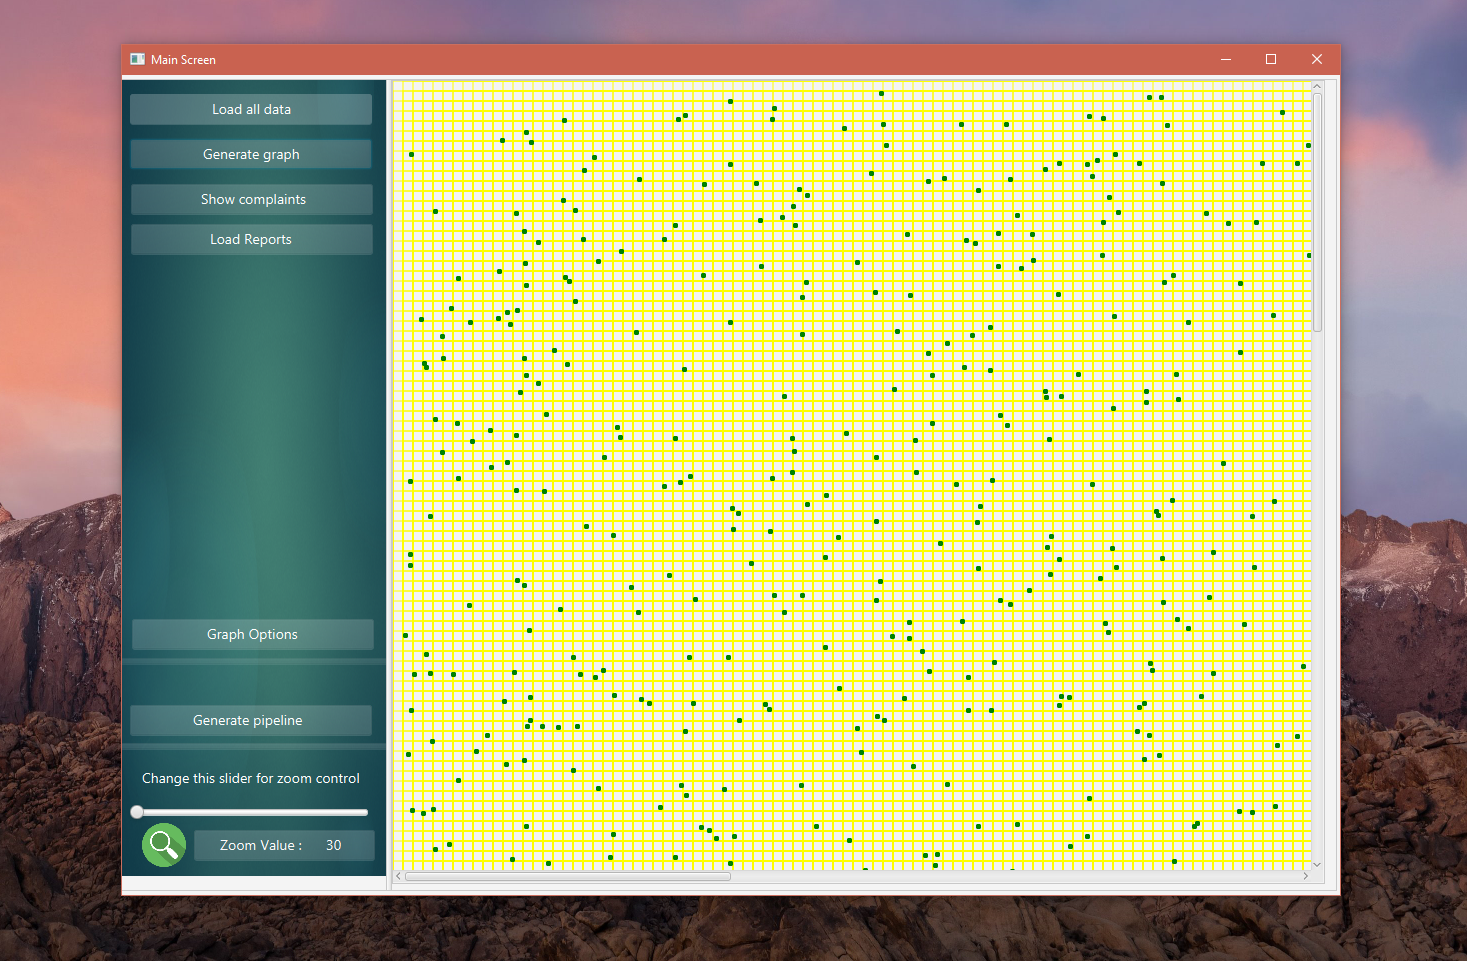 Main Screen
Load all data
Generate graph
Show complaints
Load Reports
Graph Options
Generate pipeline
Change this slider for zoom control
Zoom Value : 30